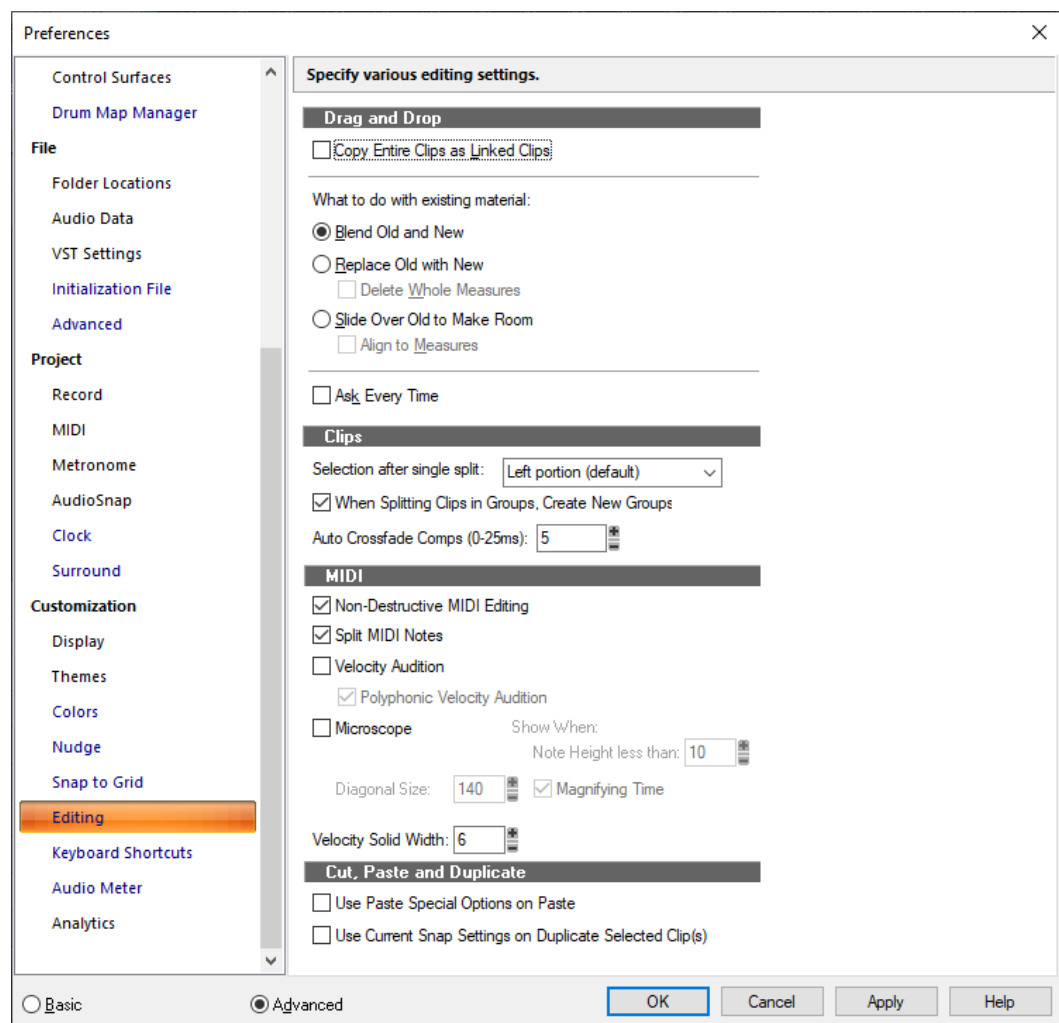 Preferences
Control Surfaces
Drum Map Manager
File
Folder Locations
Audio Data
VST Settings
Initialization File
Advanced
Project
Record
MIDI
Metronome
AudioSnap
Clock
Surround
Customization
Display
Themes
Colors
Nudge
Snap to Grid
Editing
Keyboard Shortcuts
Audio Meter
Analytics
Specify various editing settings.
Drag and Drop
Copy Entire Clips as Linked Clips
What to do with existing material:
Blend Old and New
Replace Old with New
Delete Whole Measures
Slide Over Old to Make Room
Align to Measures
Ask Every Time
Clips
Selection after single split: Left portion (default)
When Splitting Clips in Groups, Create New Groups
Auto Crossfade Comps (0-25ms): 5
MIDI
Non-Destructive MIDI Editing
Split MIDI Notes
Velocity Audition
Polyphonic Velocity Audition
Microscope Show When:
Note Height less than: 10
Diagonal Size: 140 Magnifying Time
Velocity Solid Width: 6
Cut, Paste and Duplicate
Use Paste Special Options on Paste
Use Current Snap Settings on Duplicate Selected Clip(s)
Basic Advanced OK Cancel Apply Help